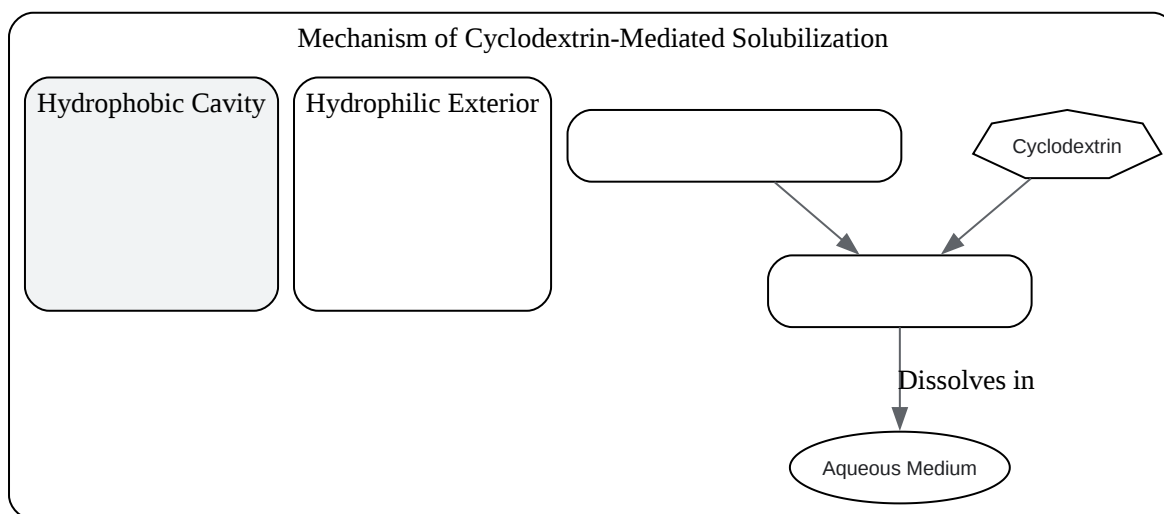 Mechanism of Cyclodextrin-Mediated Solubilization
Hydrophobic Cavity
Hydrophilic Exterior
Cyclodextrin
Dissolves in
Aqueous Medium